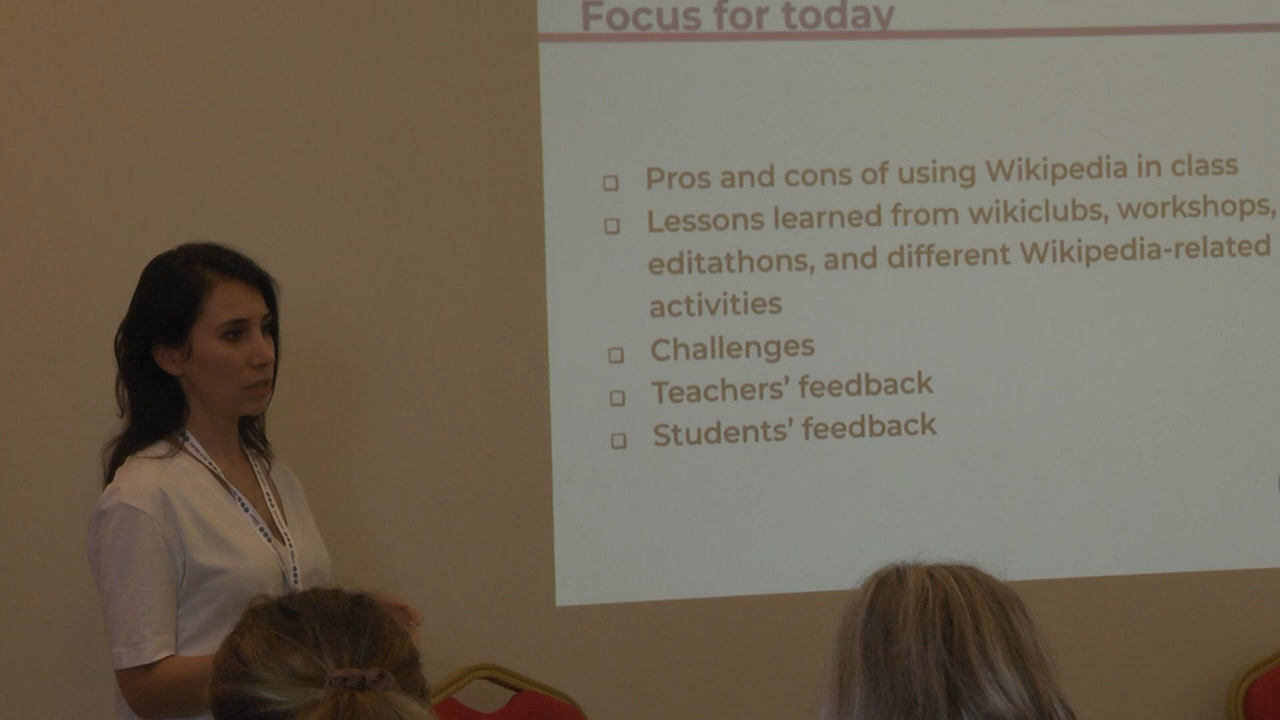 Focus for today
❑ Pros and cons of using Wikipedia in class
❑ Lessons learned from wikiclubs, workshops,
editathons, and different Wikipedia-related
activities
❑ Challenges
❑ Teachers’ feedback
❑ Students’ feedback